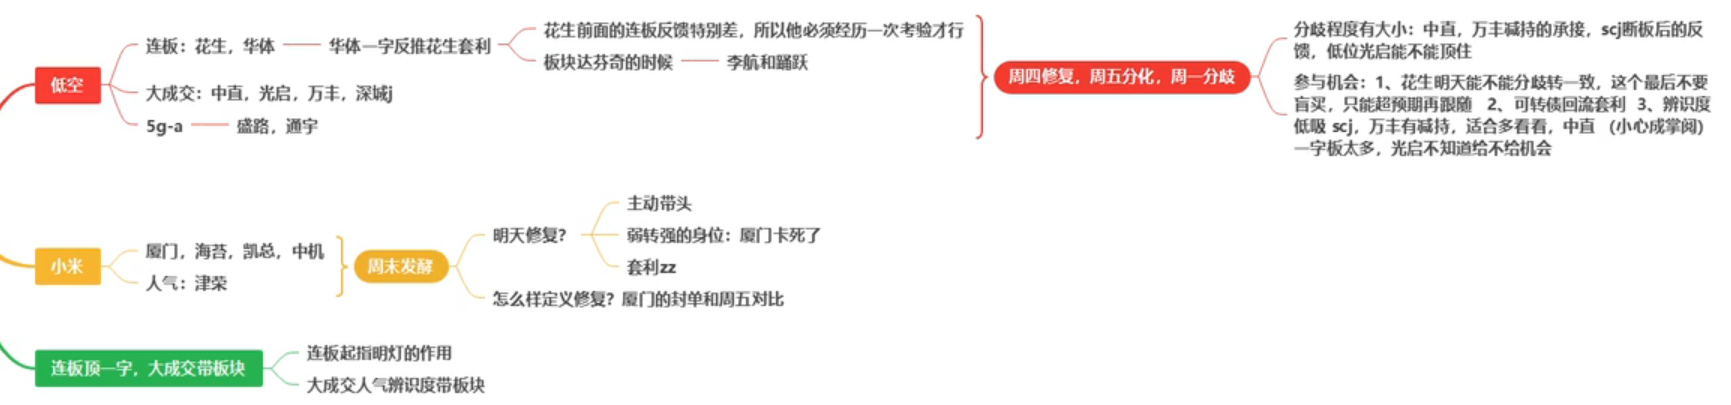 低空
连板：花生，华体
华体一字反推花生套利
花生前面的连板反馈特别差，所以他必须经历一次考验才行
板块达芬奇的时候
李航和踊跃
大成交：中直，光启，万丰，深城j
5g-a
盛路，通宇
周四修复，周五分化，周一分歧
分歧程度有大小：中直，万丰减持的承接，scj断板后的反
馈，低位光启能不能顶住
参与机会：1、花生明天能不能分歧转一致，这个最后不要
盲买，只能超预期再跟随 2、可转债回流套利 3、辨识度
低吸 scj，万丰有减持，适合多看看，中直 （小心成掌阅）
一字板太多，光启不知道给不给机会
小米
厦门，海苔，凯总，中机
人气：津荣
周末发酵
明天修复？
主动带头
弱转强的身位：厦门卡死了
套利zz
怎么样定义修复？厦门的封单和周五对比
连板顶一字，大成交带板块
连板起指明灯的作用
大成交人气辨识度带板块